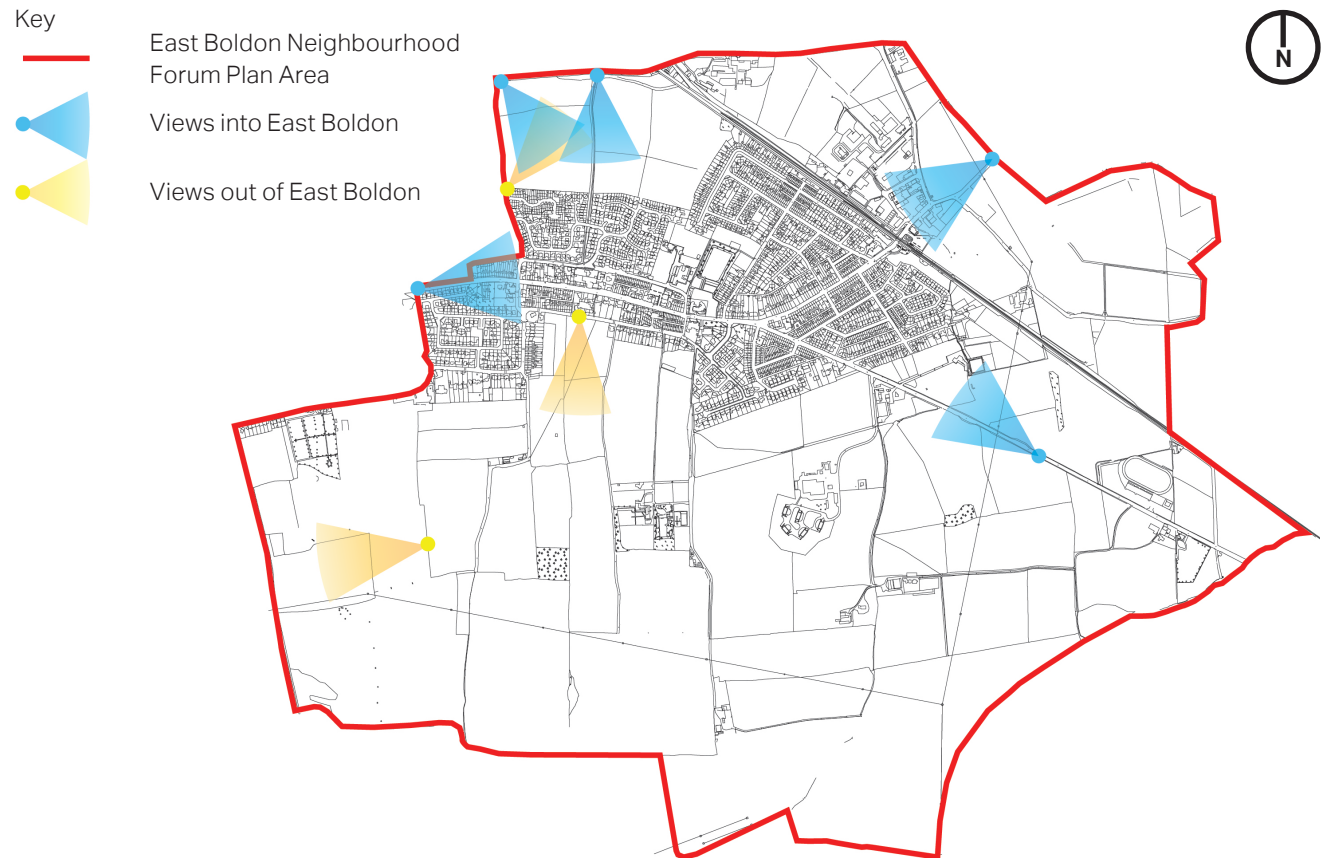 Key
East Boldon Neighbourhood
Forum Plan Area
Views into East Boldon
Views out of East Boldon
N